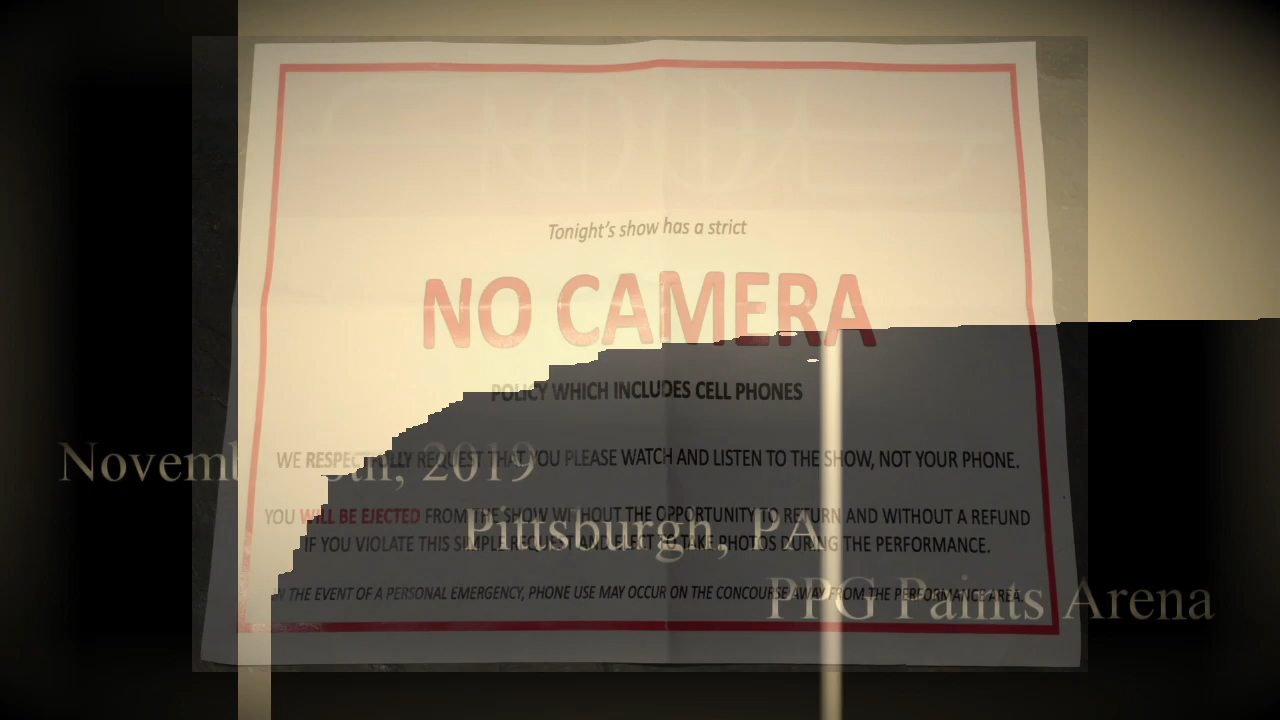 Tonight's show has a strict
NO CAMERA
POLICY WHICH INCLUDES CELL PHONES
WE RESPECTFULLY REQUEST THAT YOU PLEASE WATCH AND LISTEN TO THE SHOW, NOT YOUR PHONE.
2019
YOU WILL BE EJECTED FROM THE SHOW WITHOUT THE OPPORTUNITY TO RETURN AND WITHOUT A REFUND
Pittsburgh, PA
IF YOU VIOLATE THIS SIMPLE REQUEST AND ELECT TO TAKE PHOTOS DURING THE PERFORMANCE.
IN THE EVENT OF A PERSONAL EMERGENCY, PHONE USE MAY OCCUR ON THE CONCOURSE AWAY FROM THE PERFORMANCE AREA.
PPG Paints Arena